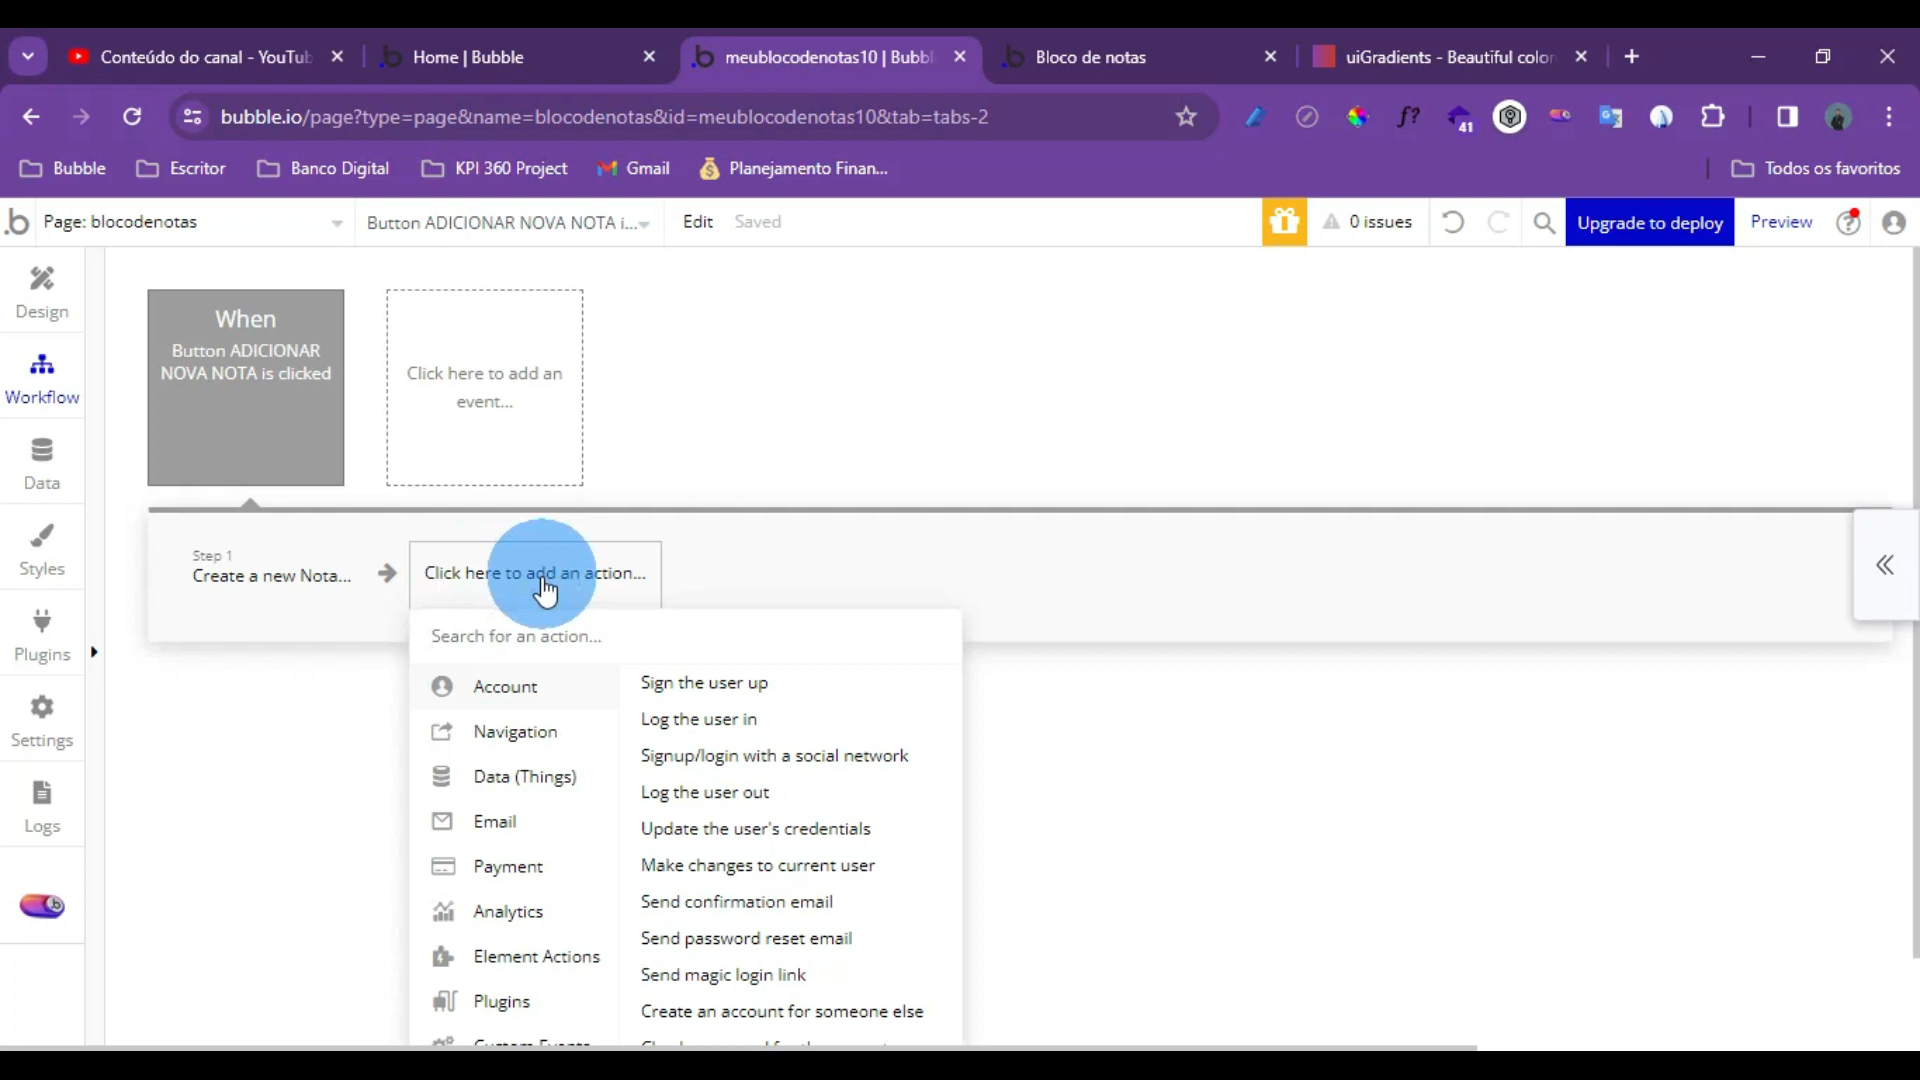 Conteúdo do canal - YouTub
Home | Bubble
meublocodenotas10 | Bubbl
Bloco de notas
uiGradients - Beautiful color
bubble.io/page?type=page&name=blocodenotas&id=meublocodenotas10&tab=tabs-2
f?
41
Bubble
Escritor
Banco Digital
KPI 360 Project
Gmail
Planejamento Finan...
Todos os favoritos
Page: blocodenotas
Button ADICIONAR NOVA NOTA i...
Edit
Saved
0 issues
Upgrade to deploy
Preview
Design
Workflow
Data
Styles
Plugins
Settings
Logs
When
Button ADICIONAR
NOVA NOTA is clicked
Click here to add an
event...
Step 1
Create a new Nota...
Click here to add an action...
Search for an action...
Account
Navigation
Data (Things)
Email
Payment
Analytics
Element Actions
Plugins
Custom Events
Sign the user up
Log the user in
Signup/login with a social network
Log the user out
Update the user's credentials
Make changes to current user
Send confirmation email
Send password reset email
Send magic login link
Create an account for someone else